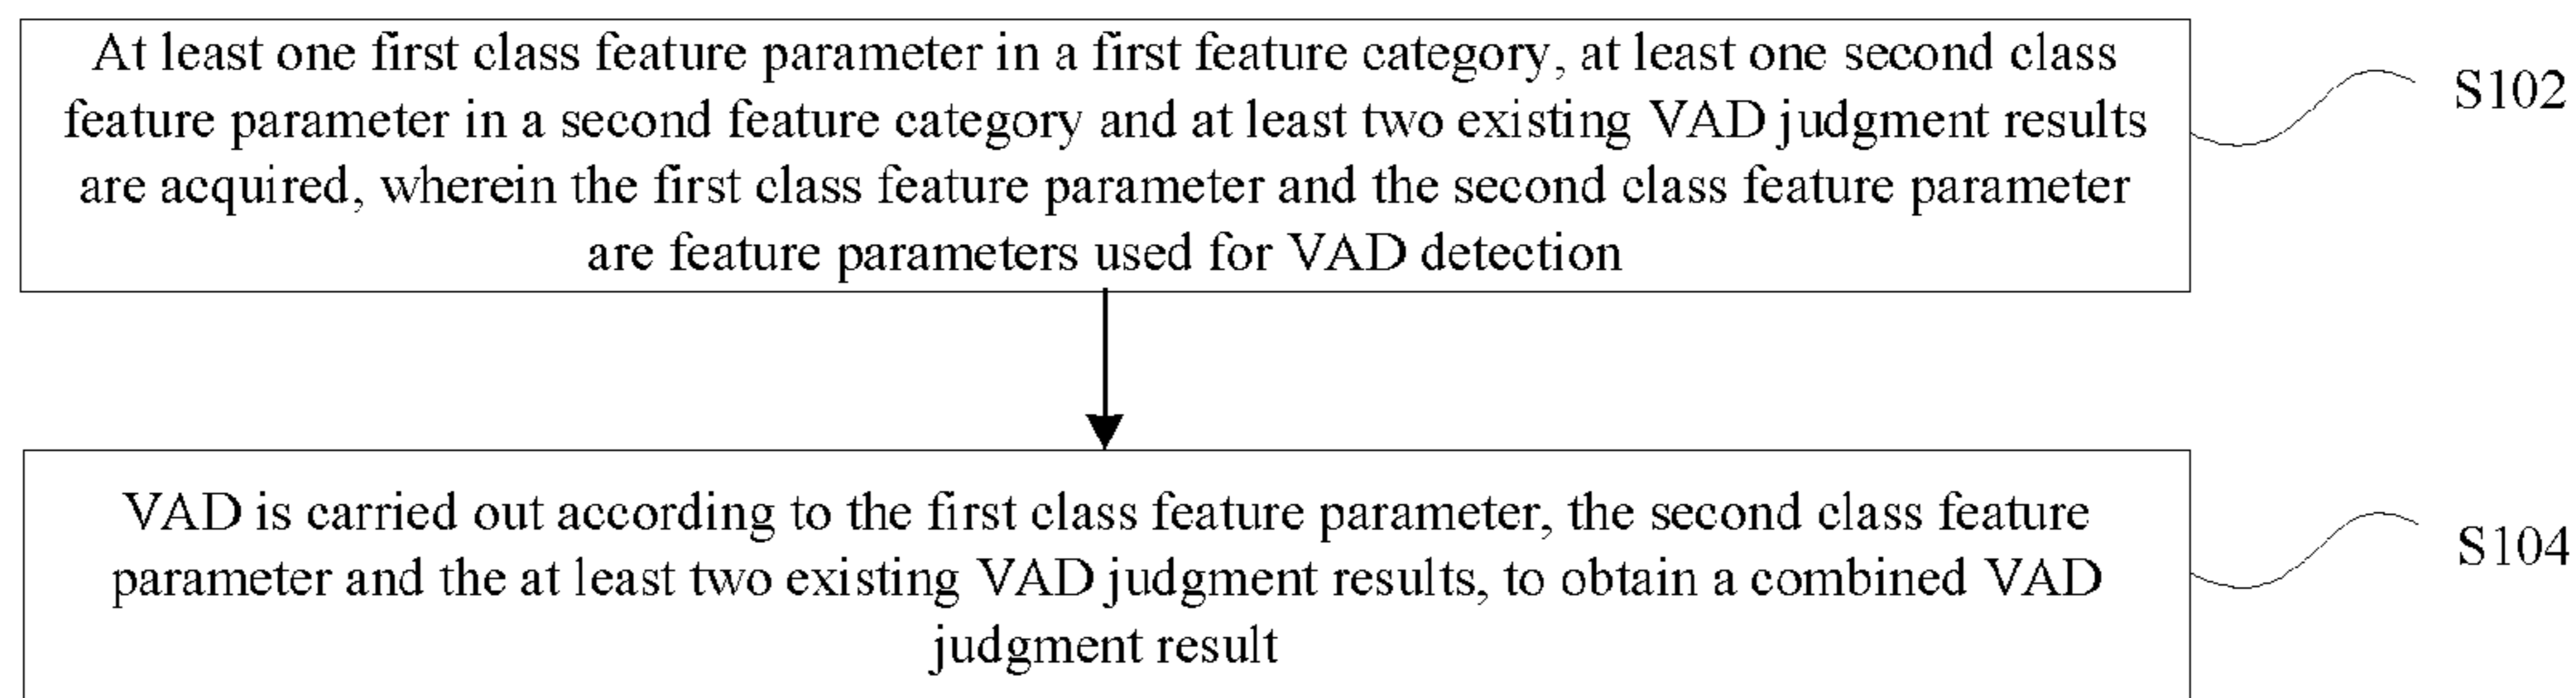 At least one first class feature parameter in a first feature category, at least one second class
feature parameter in a second feature category and at least two existing VAD judgment results
are acquired, wherein the first class feature parameter and the second class feature parameter
are feature parameters used for VAD detection
S102
VAD is carried out according to the first class feature parameter, the second class feature
parameter and the at least two existing VAD judgment results, to obtain a combined VAD
judgment result
S104